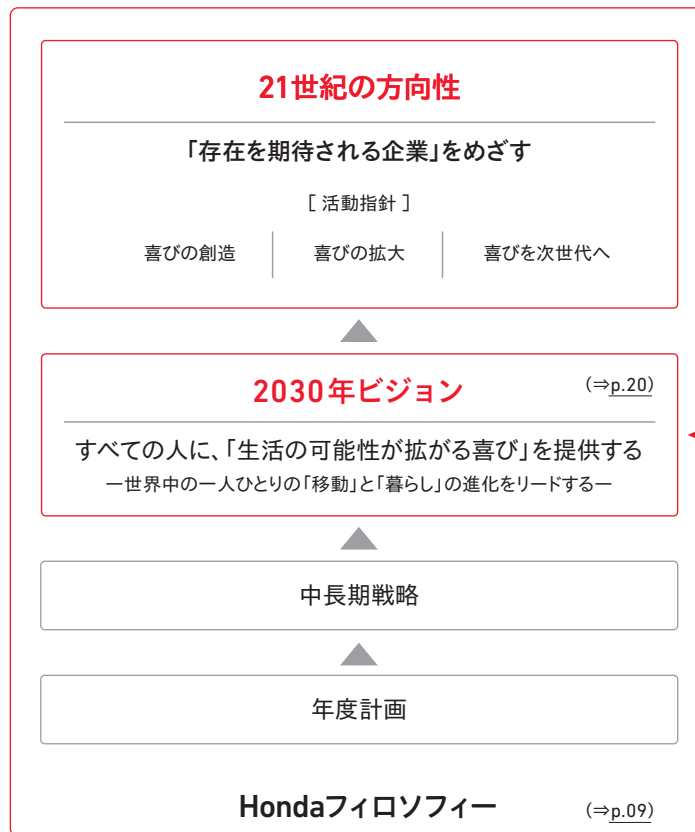 21世紀の方向性
「存在を期待される企業」をめざす
［ 活動指針 ］
喜びの創造 喜びの拡大 喜びを次世代へ
2030年ビジョン (⇒p.20)
すべての人に、「生活の可能性が拡がる喜び」を提供する
ー世界中の一人ひとりの「移動」と「暮らし」の進化をリードするー
中長期戦略
年度計画
Hondaフィロソフィー (⇒p.09)